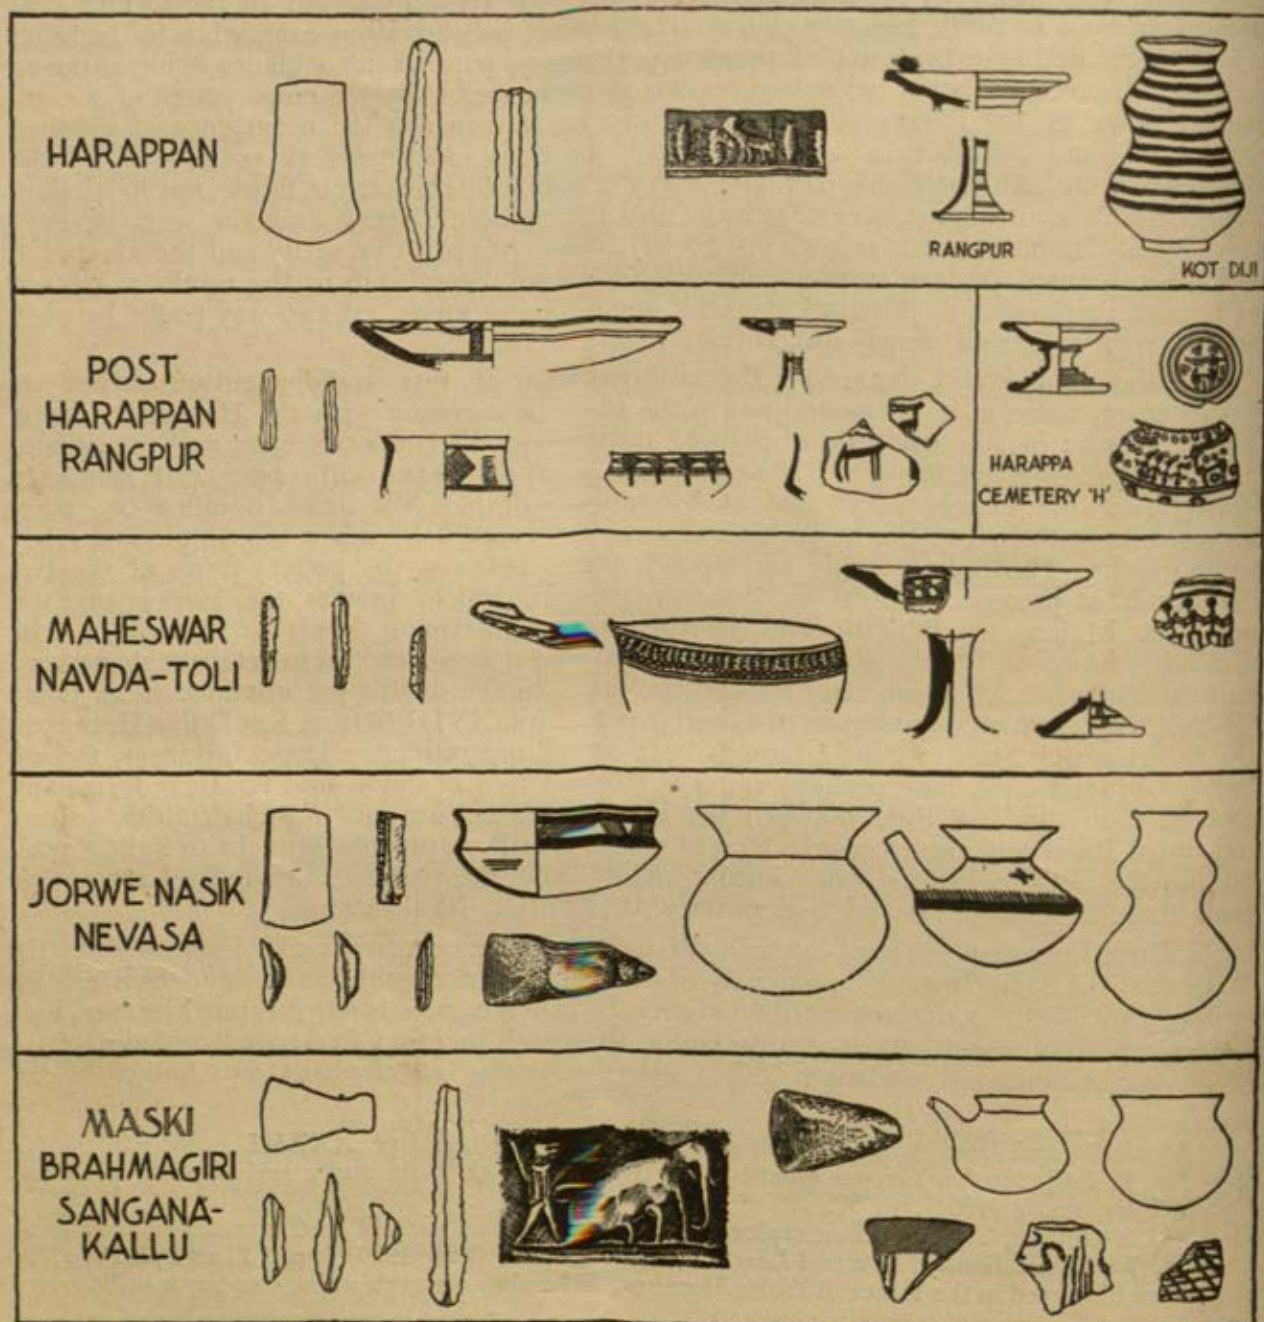 HARAPPAN
RANGPUR
KOT DIJI
POST
HARAPPAN
RANGPUR
HARAPPA
CEMETERY 'H'
MAHESWAR
NAVDA-TOLI
JORWE NASIK
NEVASA
MASKI
BRAHMAGIRI
SANGANA-
KALLU